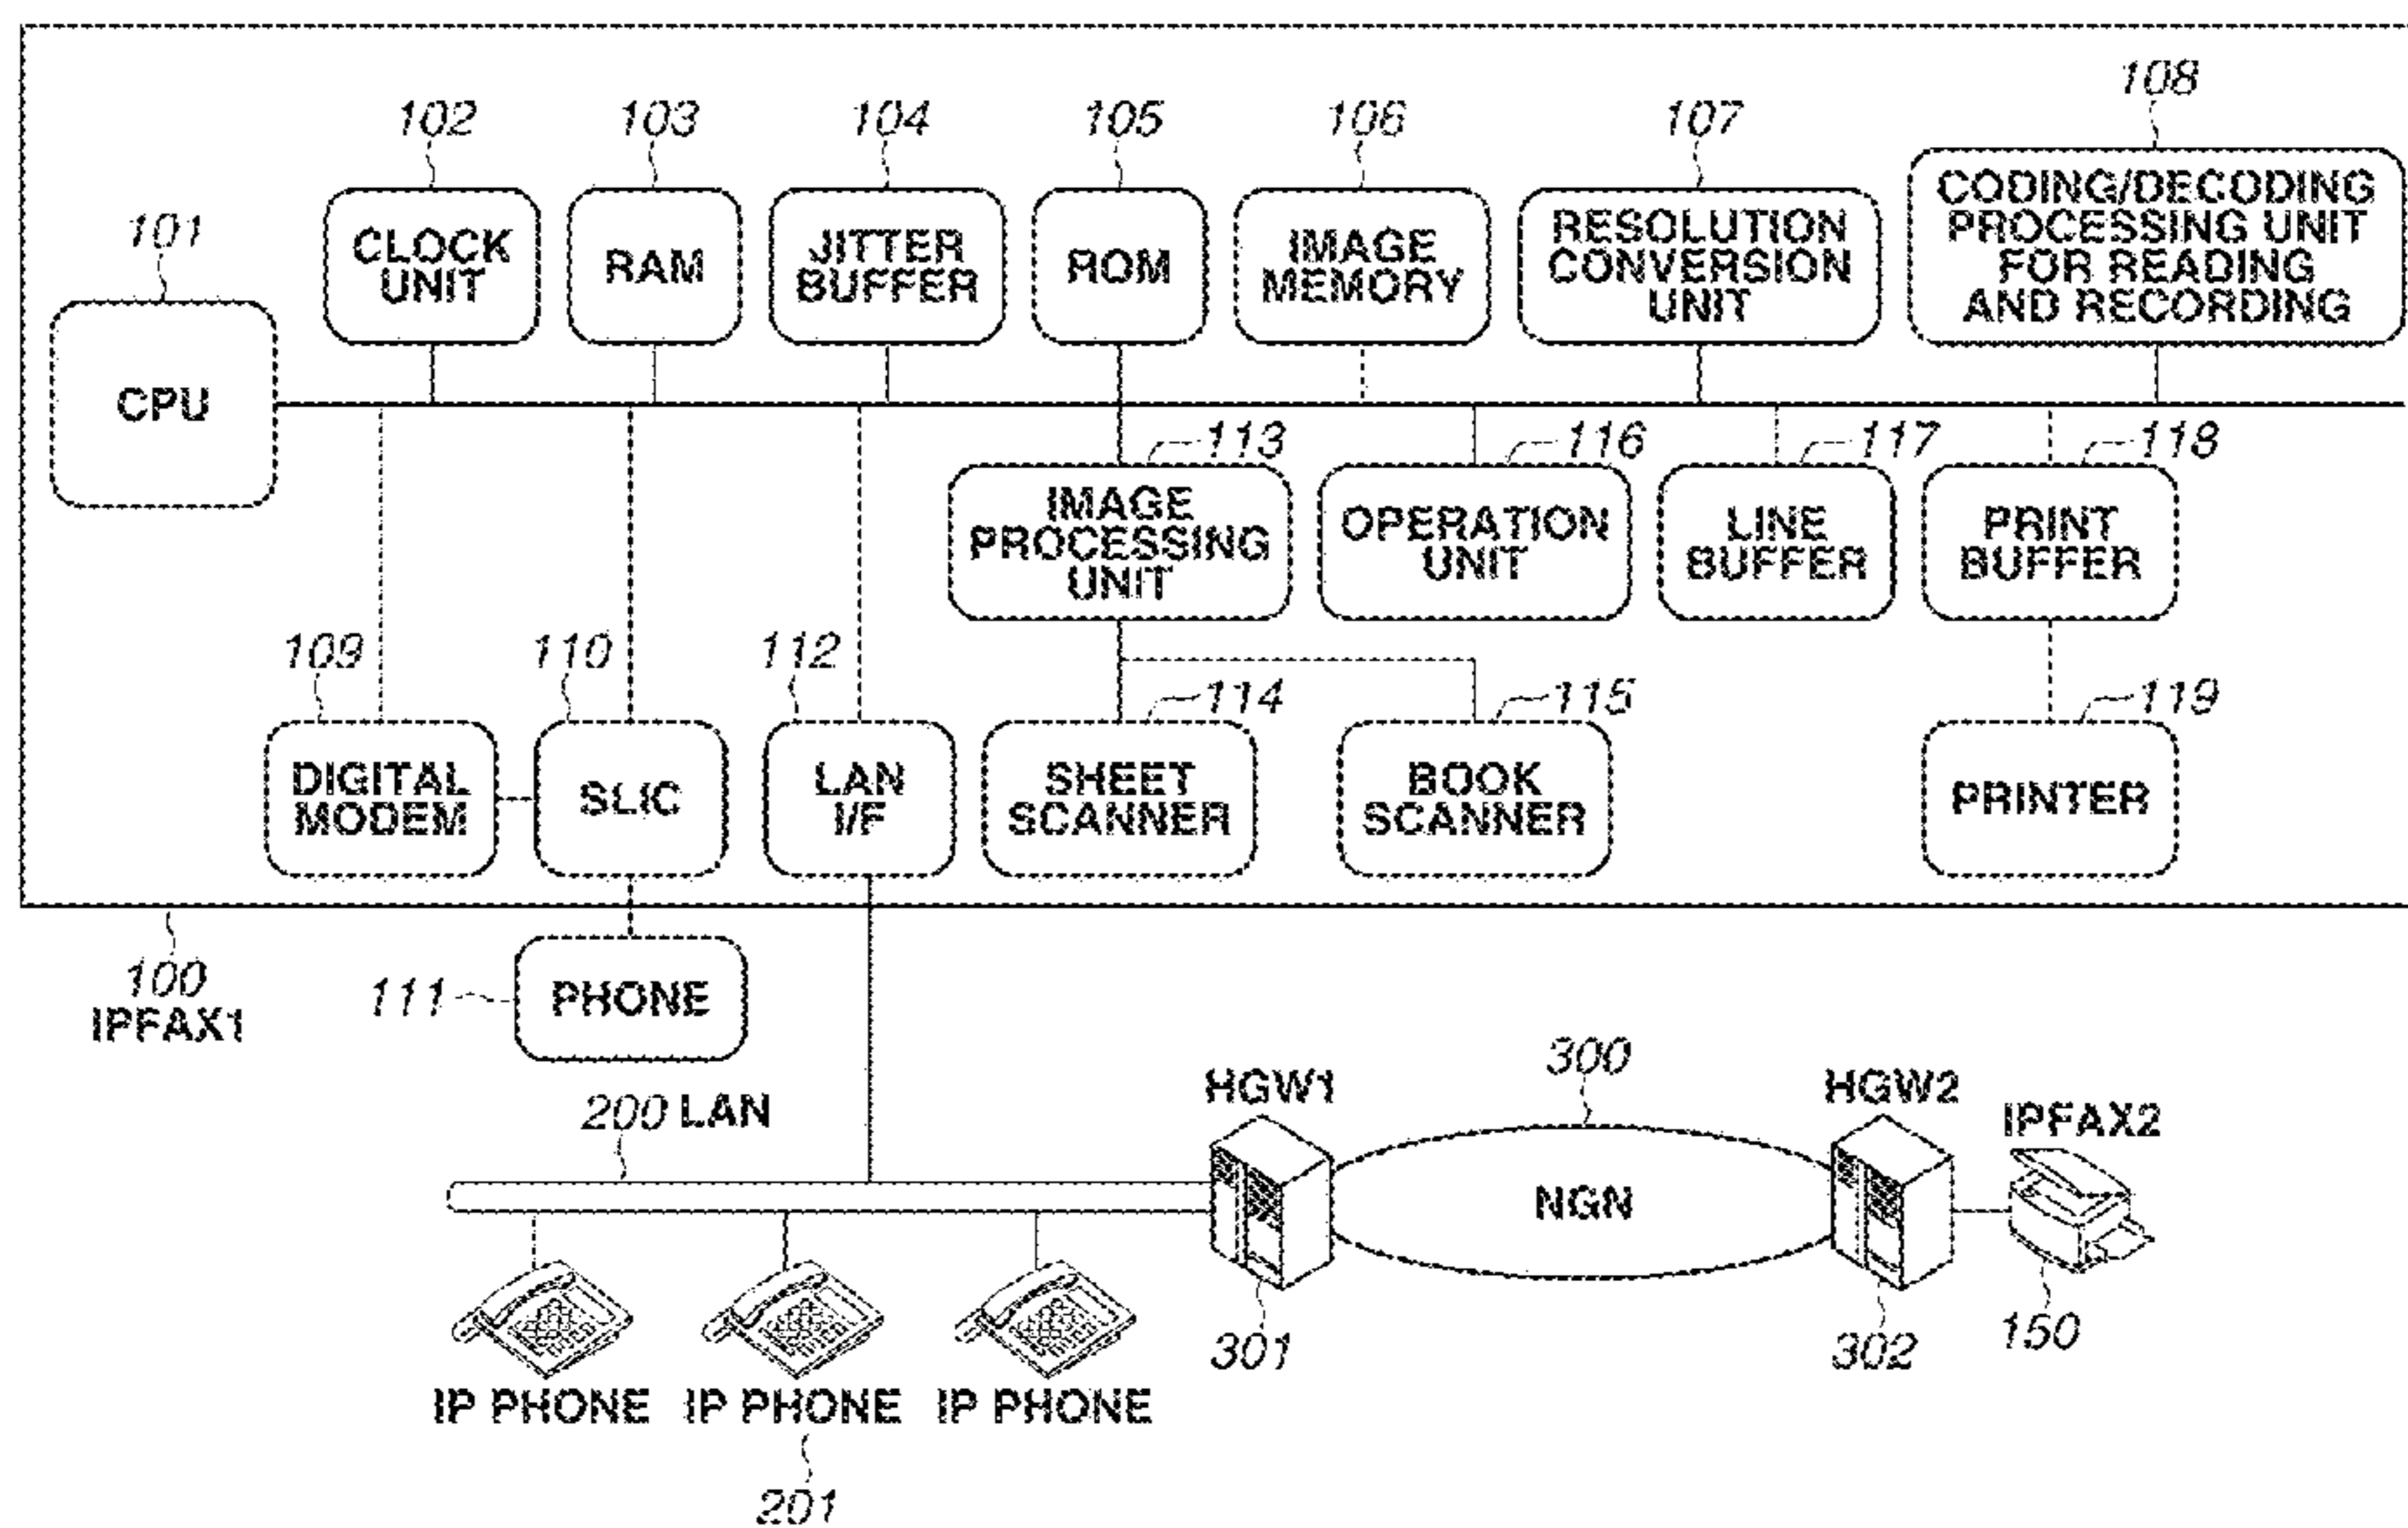 108
102
103
104
105
106
107
101
CLOCK
UNIT
RAM
JITTER
BUFFER
ROM
IMAGE
MEMORY
RESOLUTION
CONVERSION
UNIT
CODING/DECODING
PROCESSING UNIT
FOR READING
AND RECORDING
CPU
113
116
117
118
IMAGE
PROCESSING
UNIT
OPERATION
UNIT
LINE
BUFFER
PRINT
BUFFER
109
110
112
114
115
119
DIGITAL
MODEM
SLIC
LAN
I/F
SHEET
SCANNER
BOOK
SCANNER
PRINTER
100
IPFAX1
111
PHONE
200 LAN
HGW1
300
HGW2
IPFAX2
NGN
301
302
150
IP PHONE
IP PHONE
IP PHONE
201